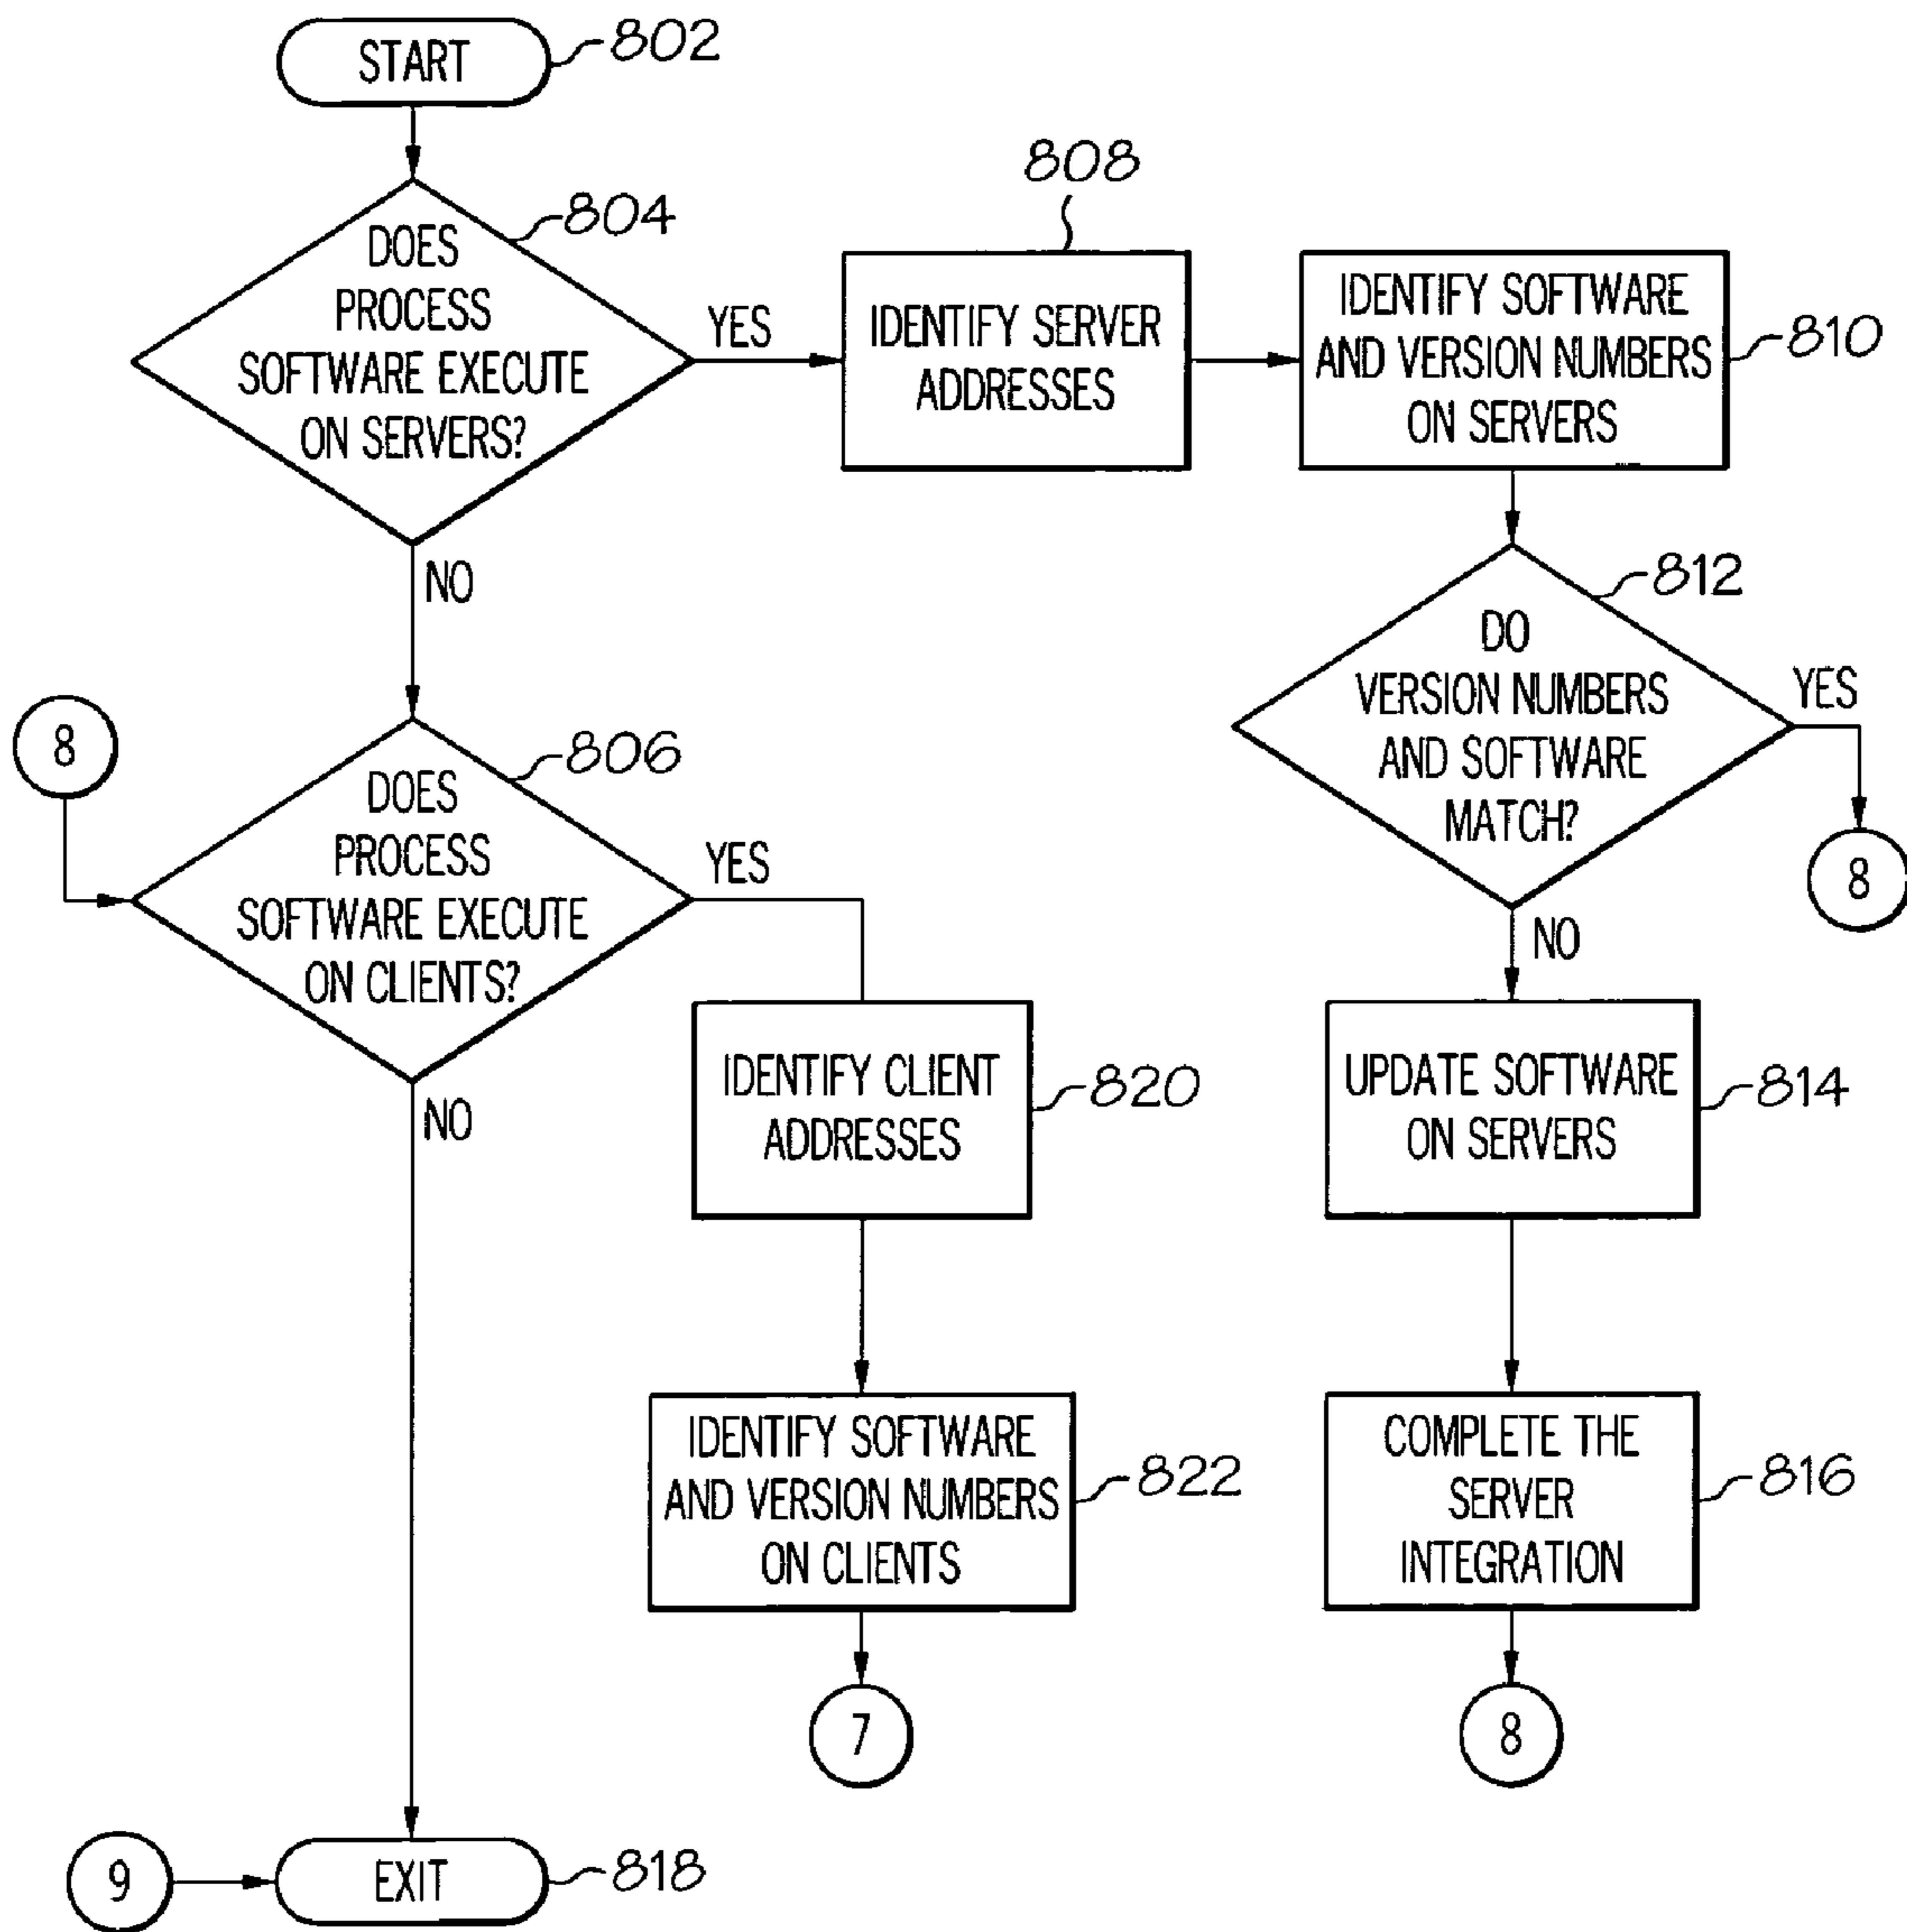 START
802
DOES
PROCESS
SOFTWARE EXECUTE
ON SERVERS?
804
YES
NO
808
IDENTIFY SERVER
ADDRESSES
IDENTIFY SOFTWARE
AND VERSION NUMBERS
ON SERVERS
810
DO
VERSION NUMBERS
AND SOFTWARE
MATCH?
812
YES
8
NO
8
DOES
PROCESS
SOFTWARE EXECUTE
ON CLIENTS?
806
YES
NO
IDENTIFY CLIENT
ADDRESSES
820
UPDATE SOFTWARE
ON SERVERS
814
IDENTIFY SOFTWARE
AND VERSION NUMBERS
ON CLIENTS
822
COMPLETE THE
SERVER
INTEGRATION
816
7
8
9
EXIT
818